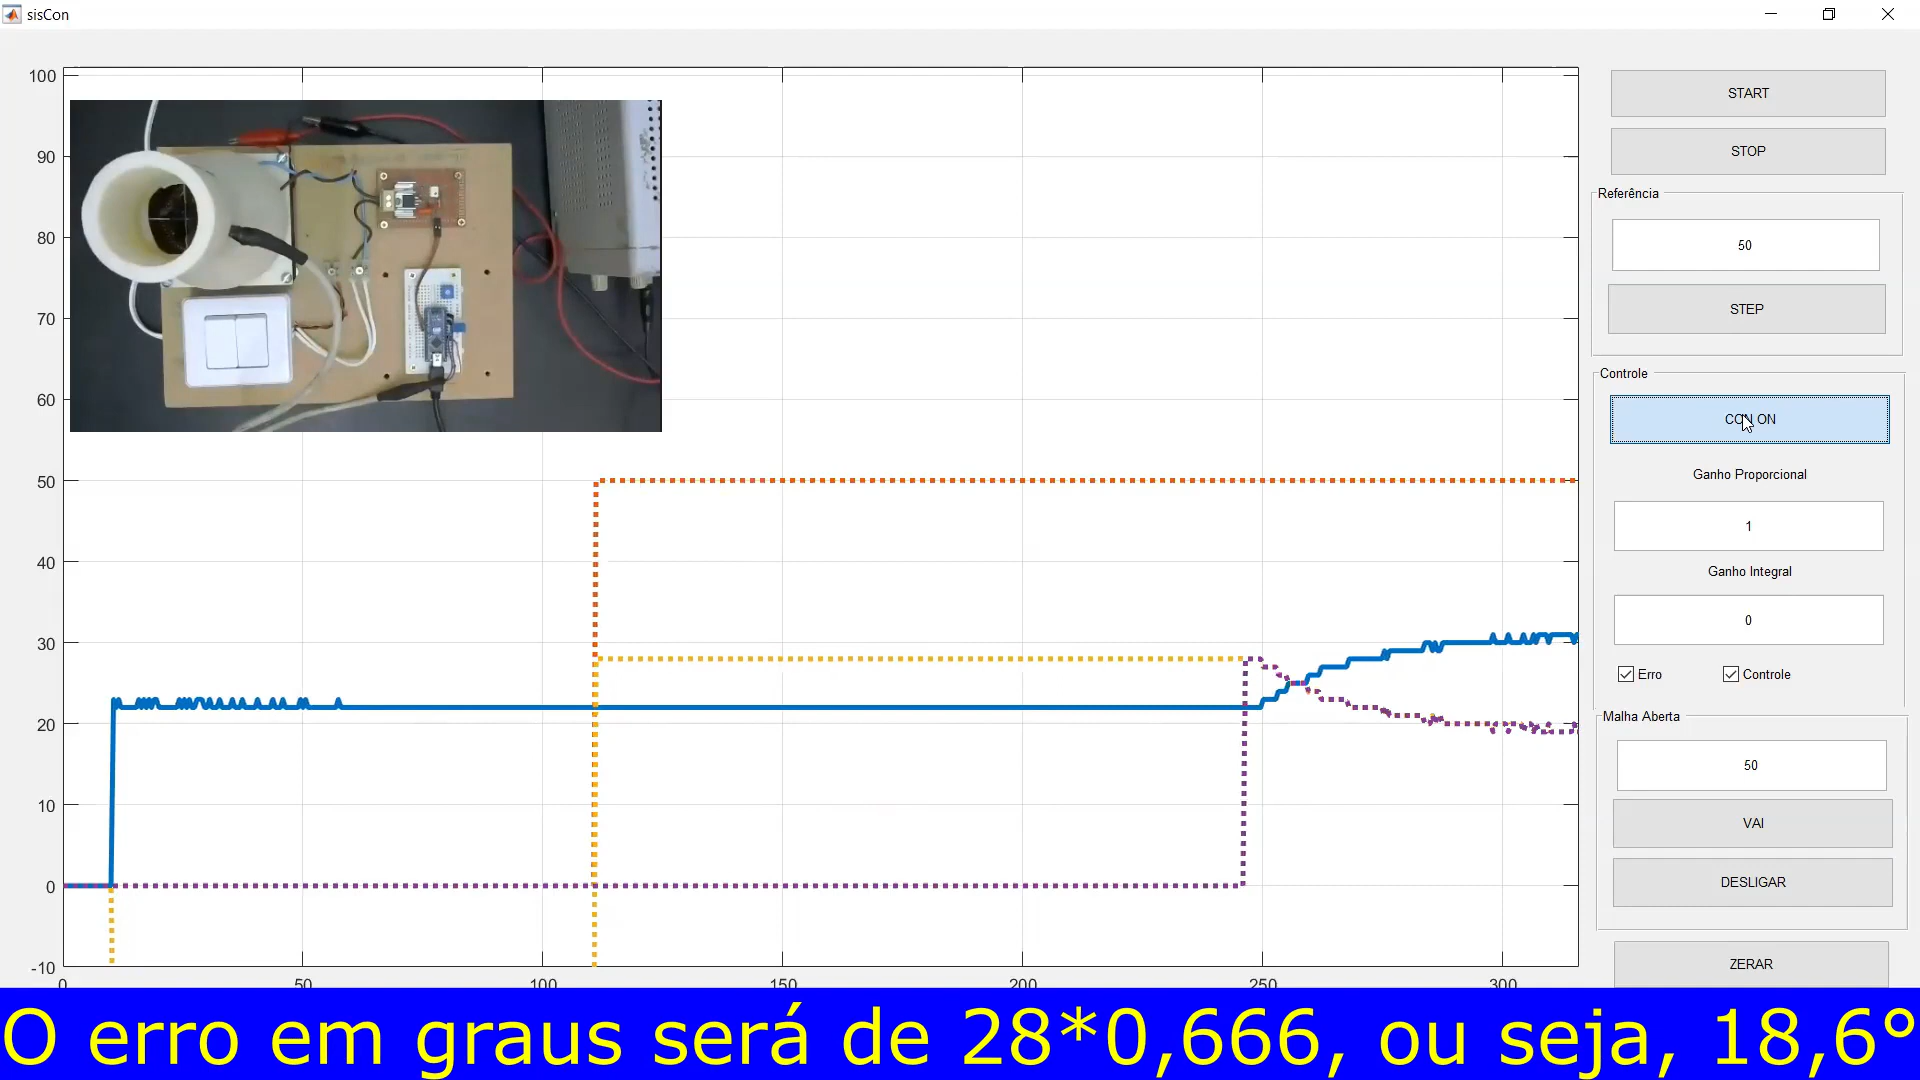 sisCon
100
90
80
70
60
50
40
30
20
10
0
-10
0 50 100 150 200 250 300
START
STOP
Referência
50
STEP
Controle
CON ON
Ganho Proporcional
1
Ganho Integral
0
Erro Controle
Malha Aberta
50
VAI
DESLIGAR
ZERAR
O erro em graus será de 28*0,666, ou seja, 18,6°